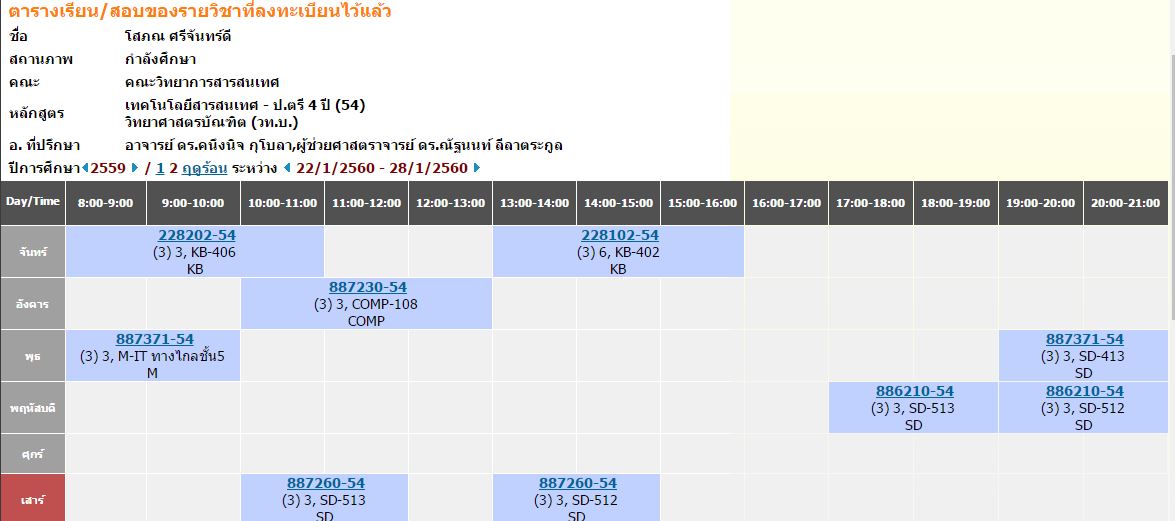 ตารางเรียน/สอบของรายวิชาที่ลงทะเบียนไว้แล้ว
ชื่อ โสภณ ศรีจันทร์ดี
สถานภาพ กำลังศึกษา
คณะ คณะวิทยาการสารสนเทศ
หลักสูตร เทคโนโลยีสารสนเทศ - ป.ตรี 4 ปี (54)
วิทยาศาสตรบัณฑิต (วท.บ.)
อ. ที่ปรึกษา อาจารย์ ดร.คนึงนิจ กุโบลา,ผู้ช่วยศาสตราจารย์ ดร.ณัฐนนท์ ลีลาตระกูล
ปีการศึกษา 2559 / 1 2 ฤดูร้อน ระหว่าง 22/1/2560 - 28/1/2560
Day/Time 8:00-9:00 9:00-10:00 10:00-11:00 11:00-12:00 12:00-13:00 13:00-14:00 14:00-15:00 15:00-16:00 16:00-17:00 17:00-18:00 18:00-19:00 19:00-20:00 20:00-21:00
228202-54 228102-54
จันทร์ (3) 3, KB-406 (3) 6, KB-402
KB KB
887230-54
อังคาร (3) 3, COMP-108
COMP
887371-54 887371-54
พุธ (3) 3, M-IT ทางไกลชั้น5 (3) 3, SD-413
M SD
886210-54 886210-54
พฤหัสบดี (3) 3, SD-513 (3) 3, SD-512
SD SD
ศุกร์
887260-54 887260-54
เสาร์ (3) 3, SD-513 (3) 3, SD-512
SD SD